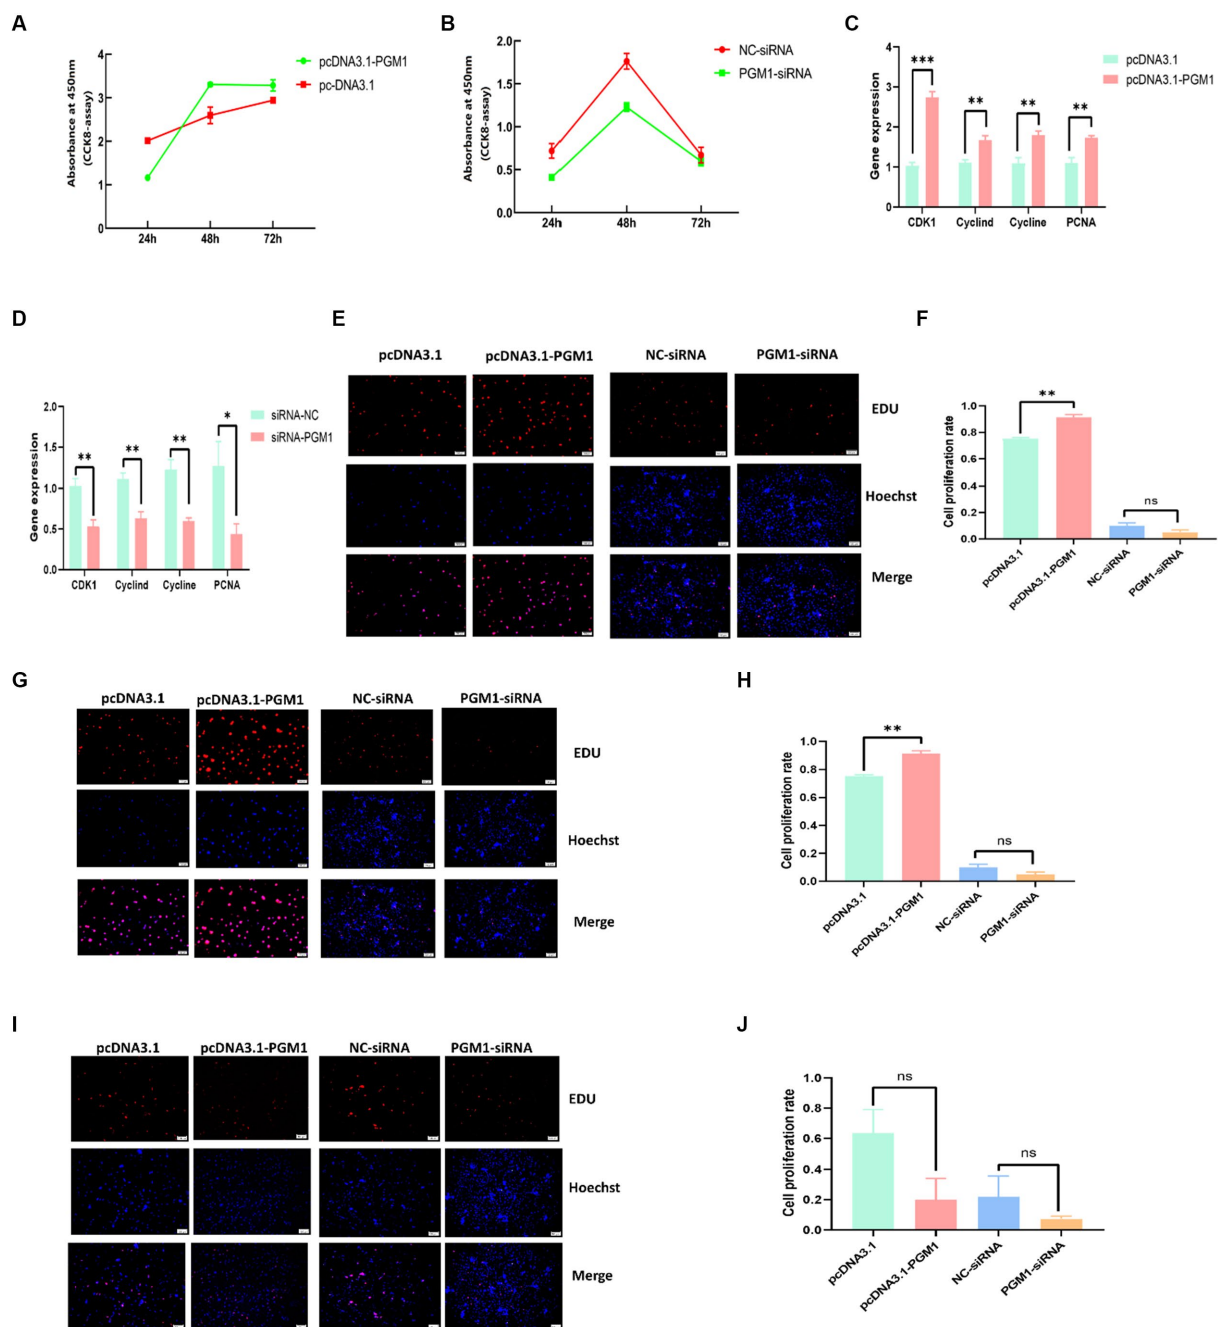 A
Absorbance at 450nm
(CCK8-assay)
4
3
2
1
0
24h 48h 72h
pcDNA3.1-PGM1
pc-DNA3.1
B
Absorbance at 450nm
(CCK8-assay)
2.0
1.5
1.0
0.5
0.0
24h 48h 72h
NC-siRNA
PGM1-siRNA
C
Gene expression
4
3
2
1
0
*** ** ** **
CDK1 Cyclind Cycline PCNA
pcDNA3.1
pcDNA3.1-PGM1
D
Gene expression
2.0
1.5
1.0
0.5
0.0
** ** ** *
CDK1 Cyclind Cycline PCNA
siRNA-NC
siRNA-PGM1
E
pcDNA3.1 pcDNA3.1-PGM1 NC-siRNA PGM1-siRNA
EDU
Hoechst
Merge
F
Cell proliferation rate
1.0
0.8
0.6
0.4
0.2
0.0
**
ns
pcDNA3.1 pcDNA3.1-PGM1 NC-siRNA PGM1-siRNA
G
pcDNA3.1 pcDNA3.1-PGM1 NC-siRNA PGM1-siRNA
EDU
Hoechst
Merge
H
Cell proliferation rate
1.0
0.8
0.6
0.4
0.2
0.0
**
ns
pcDNA3.1 pcDNA3.1-PGM1 NC-siRNA PGM1-siRNA
I
pcDNA3.1 pcDNA3.1-PGM1 NC-siRNA PGM1-siRNA
EDU
Hoechst
Merge
J
Cell proliferation rate
1.0
0.8
0.6
0.4
0.2
0.0
ns
ns
pcDNA3.1 pcDNA3.1-PGM1 NC-siRNA PGM1-siRNA